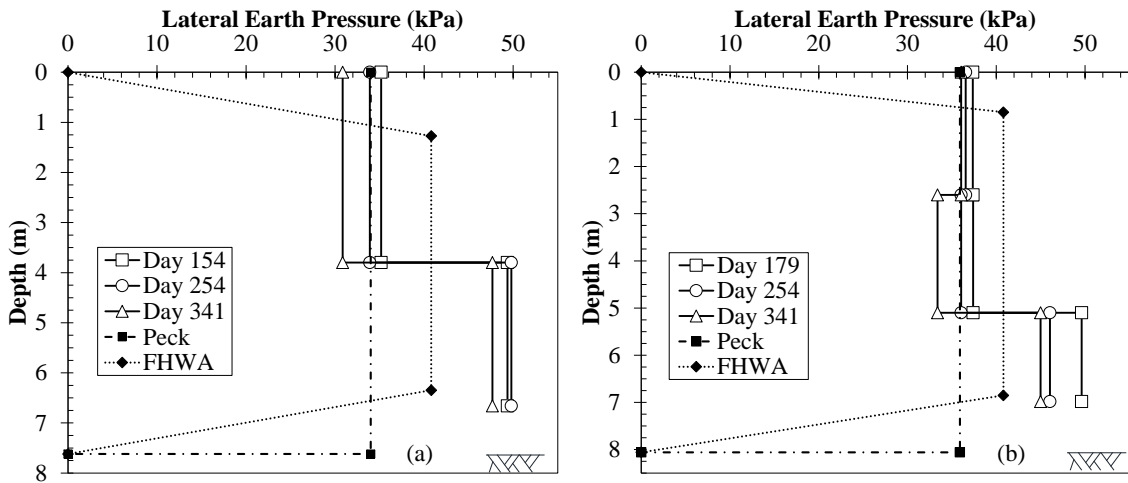 Lateral Earth Pressure (kPa)
0 10 20 30 40 50
Depth (m)
0
1
2
3
4
5
6
7
8
Day 154
Day 254
Day 341
Peck
FHWA
(a)
Lateral Earth Pressure (kPa)
0 10 20 30 40 50
Depth (m)
0
1
2
3
4
5
6
7
8
Day 179
Day 254
Day 341
Peck
FHWA
(b)